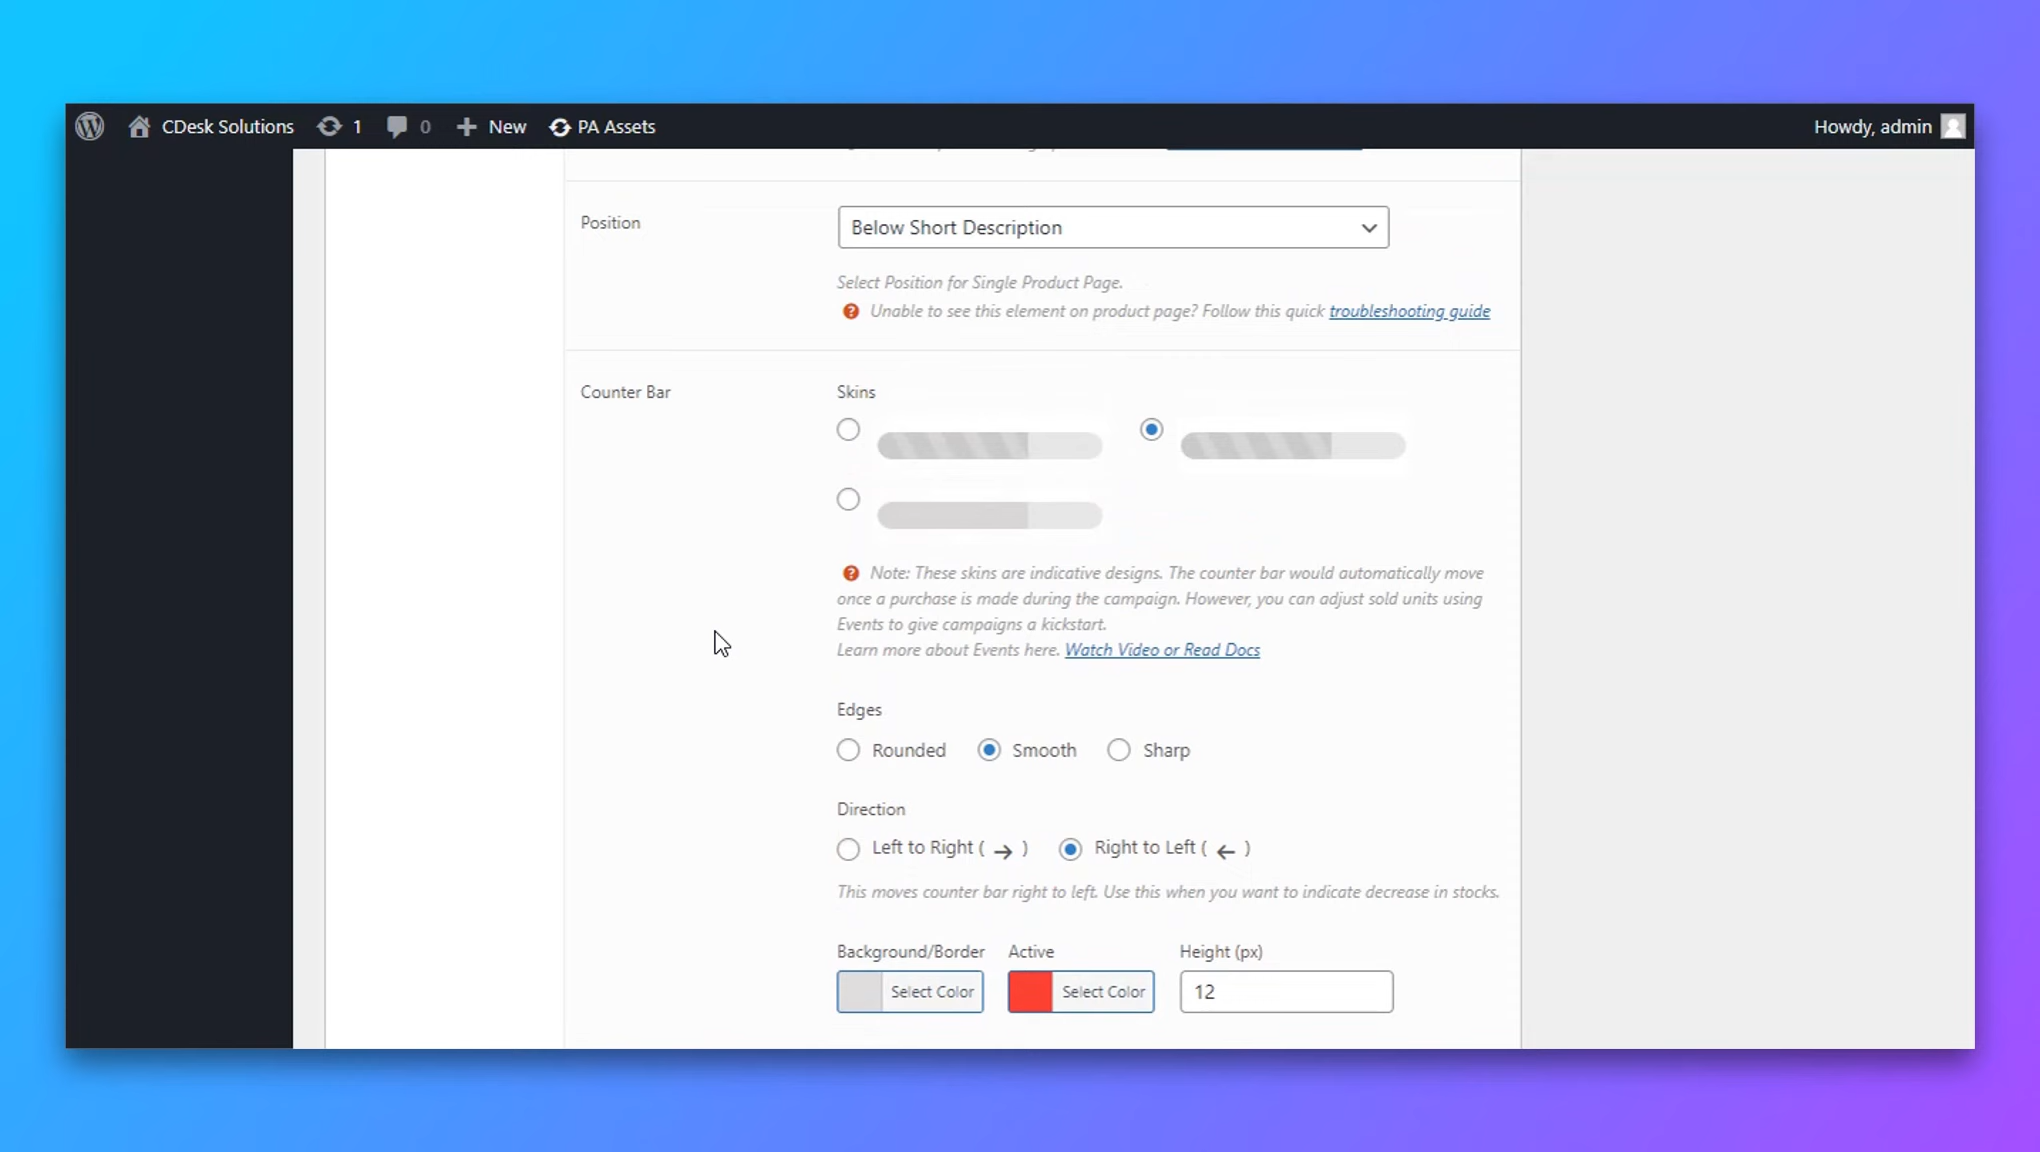 CDesk Solutions 1 0 New PA Assets Howdy, admin
Position
Below Short Description
Select Position for Single Product Page.
Unable to see this element on product page? Follow this quick troubleshooting guide
Counter Bar
Skins
Note: These skins are indicative designs. The counter bar would automatically move
once a purchase is made during the campaign. However, you can adjust sold units using
Events to give campaigns a kickstart.
Learn more about Events here. Watch Video or Read Docs
Edges
Rounded Smooth Sharp
Direction
Left to Right ( → ) Right to Left ( ← )
This moves counter bar right to left. Use this when you want to indicate decrease in stocks.
Background/Border Active Height (px)
Select Color Select Color 12